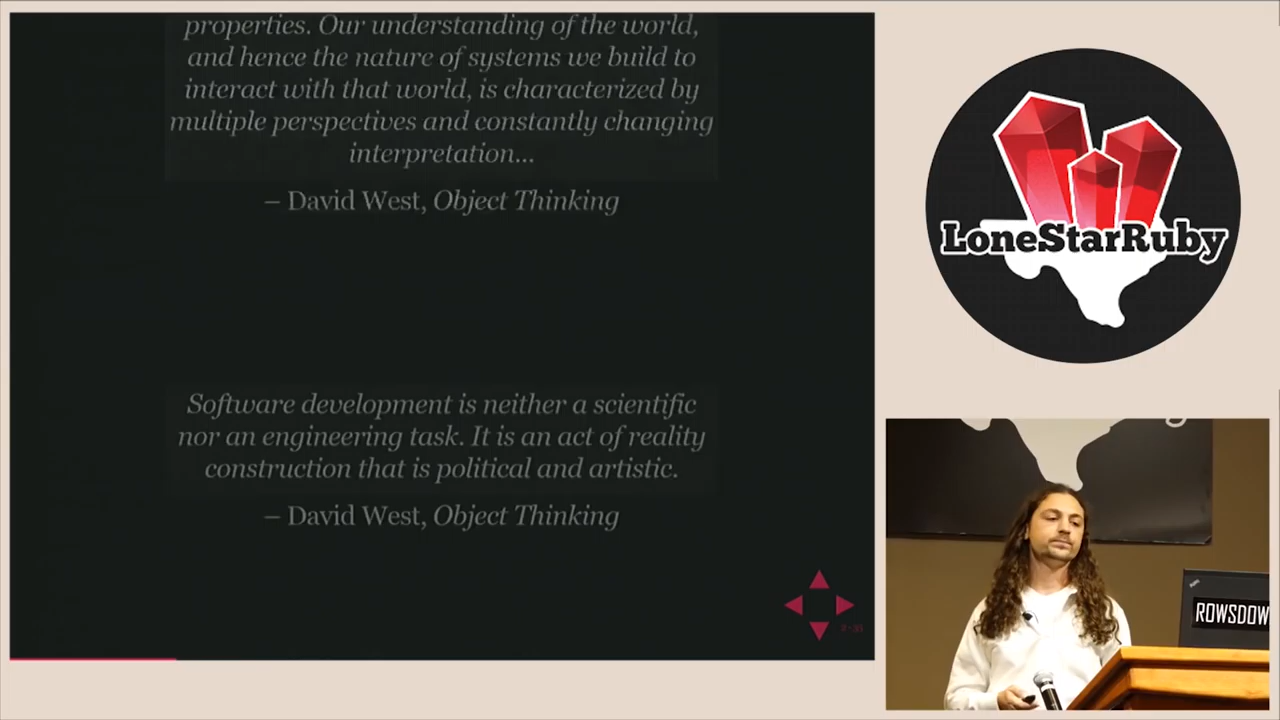 properties. Our understanding of the world,
and hence the nature of systems we build to
interact with that world, is characterized by
multiple perspectives and constantly changing
interpretation...
– David West, Object Thinking
Software development is neither a scientific
nor an engineering task. It is an act of reality
construction that is political and artistic.
– David West, Object Thinking
LoneStarRuby
ROWSDOW